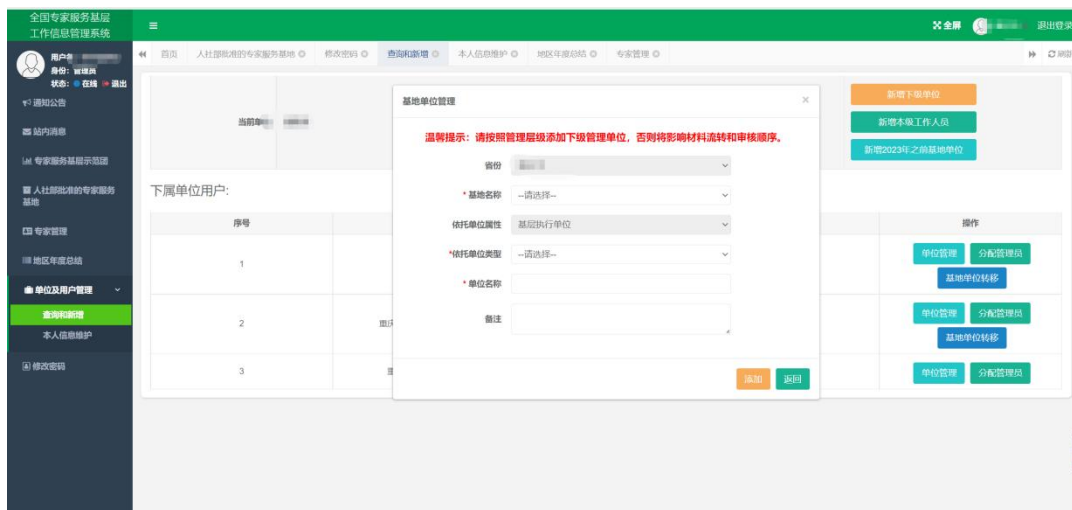 全国专家服务基层
工作信息管理系统
全屏
退出登录
用户名
身份：管理员
状态： 在线 退出
首页
人社部批准的专家服务基地
修改密码
查询和新增
本人信息维护
地区年度总结
专家管理
刷新
通知公告
站内消息
专家服务基层示范团
人社部批准的专家服务
基地
专家管理
地区年度总结
单位及用户管理
查询和新增
本人信息维护
修改密码
新增下级单位
新增本级工作人员
新增2023年之前基地单位
下属单位用户:
序号
操作
1
单位管理 分配管理员
基地单位转移
2
单位管理 分配管理员
基地单位转移
3
单位管理 分配管理员
基地单位管理
温馨提示：请按照管理层级添加下级管理单位，否则将影响材料流转和审核顺序。
省份
* 基地名称 --请选择--
依托单位属性 基层执行单位
*依托单位类型 --请选择--
* 单位名称
备注
添加 返回